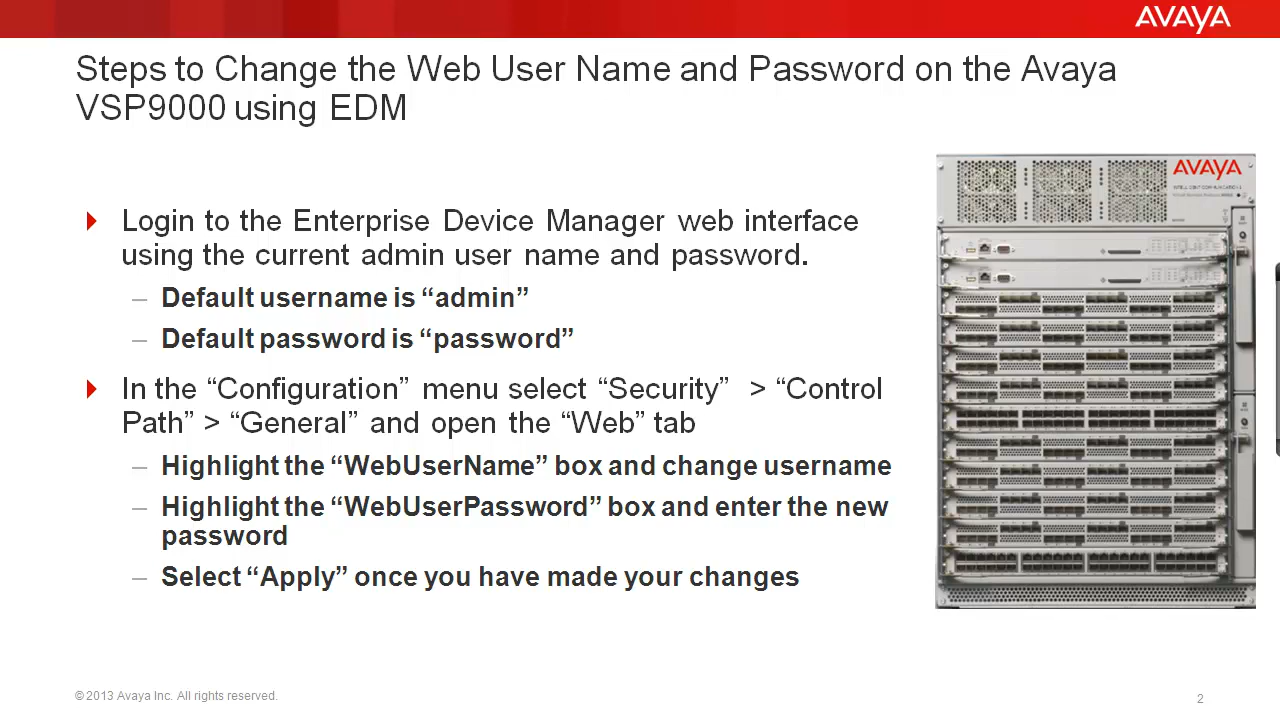 AVAYA
Steps to Change the Web User Name and Password on the Avaya
VSP9000 using EDM
AVAYA
Login to the Enterprise Device Manager web interface
using the current admin user name and password.
– Default username is “admin”
– Default password is “password”
In the “Configuration” menu select “Security” > “Control
Path” > “General” and open the “Web” tab
– Highlight the “WebUserName” box and change username
– Highlight the “WebUserPassword” box and enter the new
password
– Select “Apply” once you have made your changes
© 2013 Avaya Inc. All rights reserved.
2